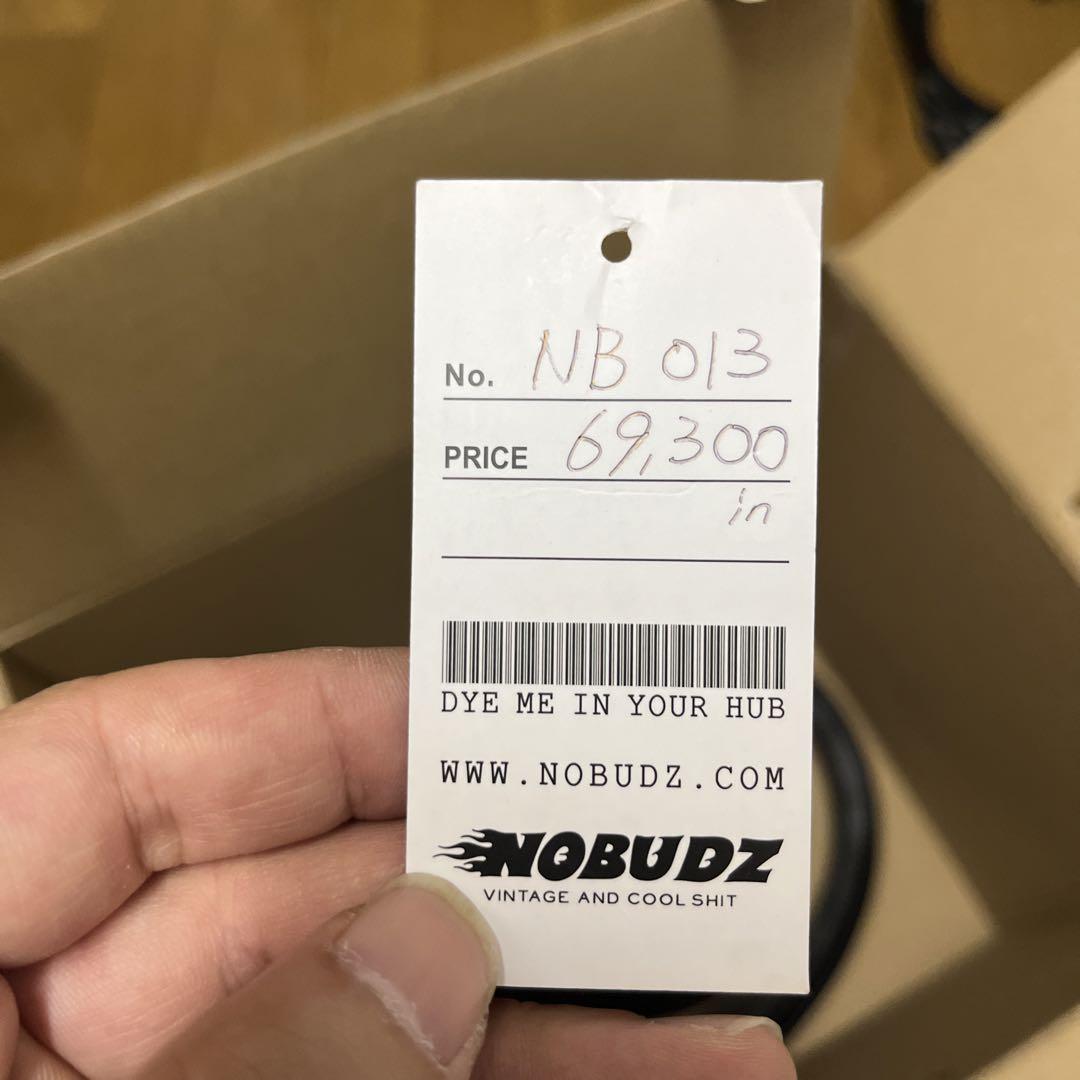 No. NB 013
PRICE 69,300
in
DYE ME IN YOUR HUB
WWW.NOBUDZ.COM
NOBUDZ
VINTAGE AND COOL SHIT